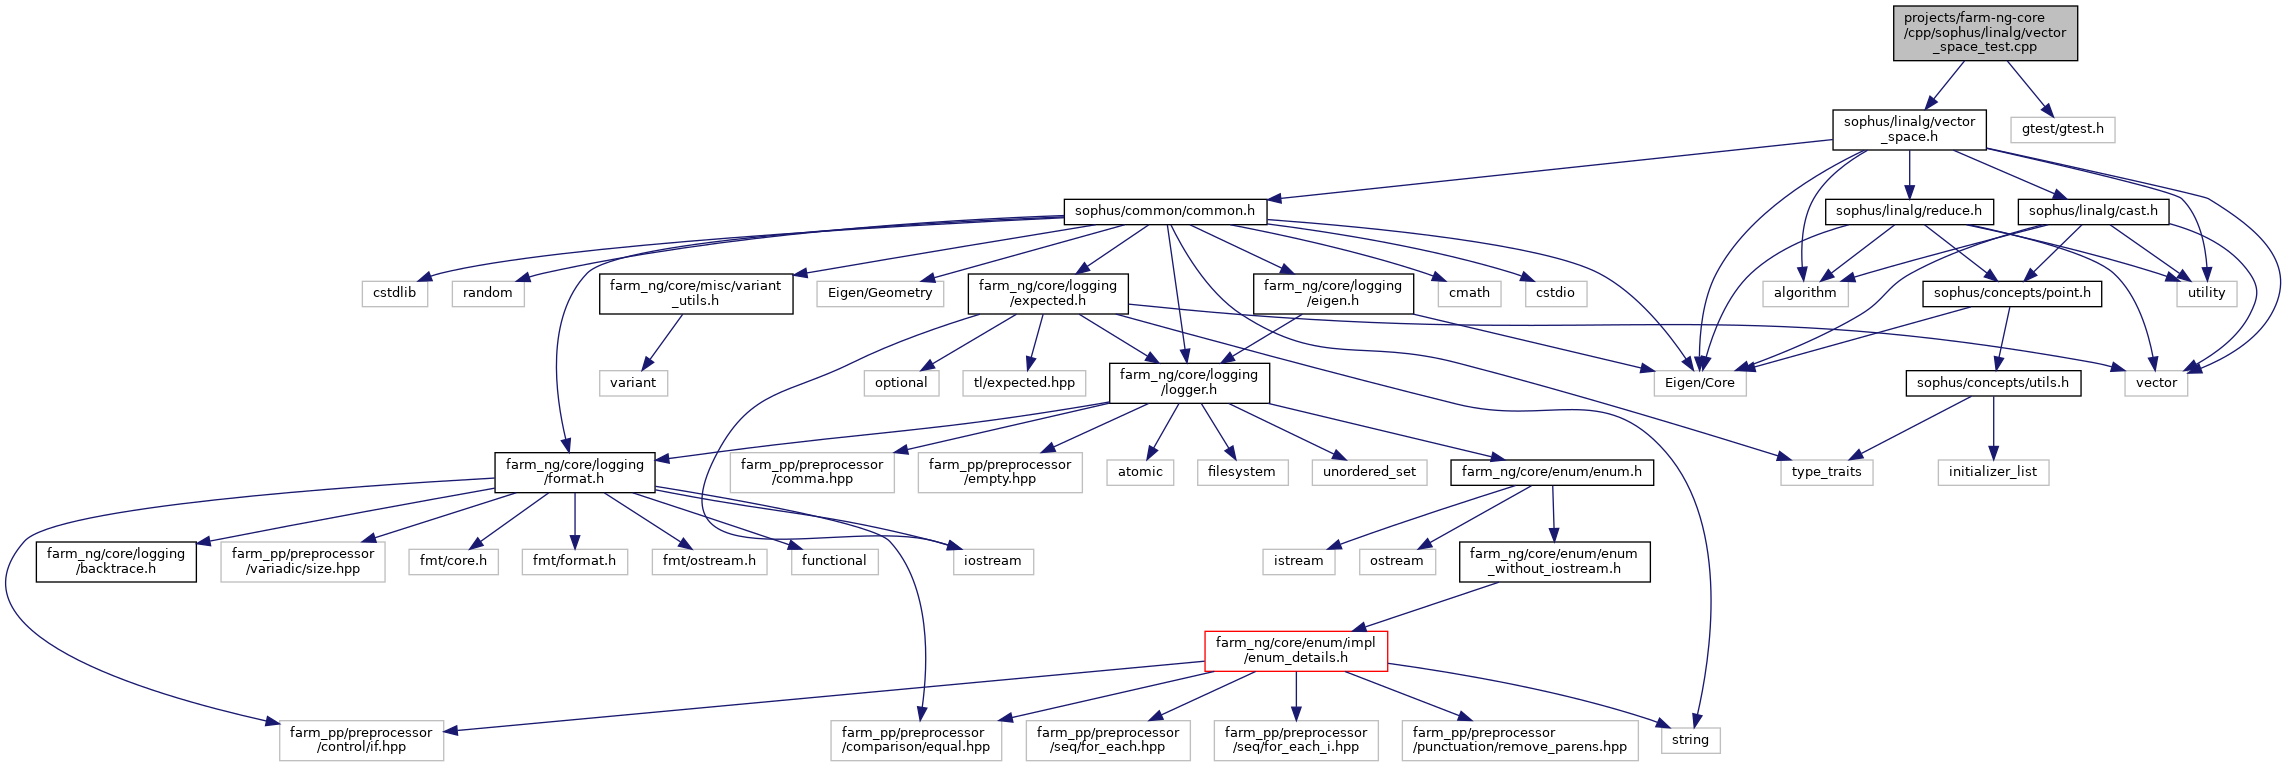 projects/farm-ng-core
/cpp/sophus/linalg/vector
_space_test.cpp
sophus/linalg/vector
_space.h
gtest/gtest.h
sophus/common/common.h
sophus/linalg/reduce.h
sophus/linalg/cast.h
cstdlib
random
farm_ng/core/misc/variant
_utils.h
Eigen/Geometry
farm_ng/core/logging
/expected.h
farm_ng/core/logging
/eigen.h
cmath
cstdio
algorithm
sophus/concepts/point.h
utility
variant
optional
tl/expected.hpp
farm_ng/core/logging
/logger.h
Eigen/Core
sophus/concepts/utils.h
vector
farm_ng/core/logging
/format.h
farm_pp/preprocessor
/comma.hpp
farm_pp/preprocessor
/empty.hpp
atomic
filesystem
unordered_set
farm_ng/core/enum/enum.h
type_traits
initializer_list
farm_ng/core/logging
/backtrace.h
farm_pp/preprocessor
/variadic/size.hpp
fmt/core.h
fmt/format.h
fmt/ostream.h
functional
iostream
istream
ostream
farm_ng/core/enum/enum
_without_iostream.h
farm_ng/core/enum/impl
/enum_details.h
farm_pp/preprocessor
/control/if.hpp
farm_pp/preprocessor
/comparison/equal.hpp
farm_pp/preprocessor
/seq/for_each.hpp
farm_pp/preprocessor
/seq/for_each_i.hpp
farm_pp/preprocessor
/punctuation/remove_parens.hpp
string